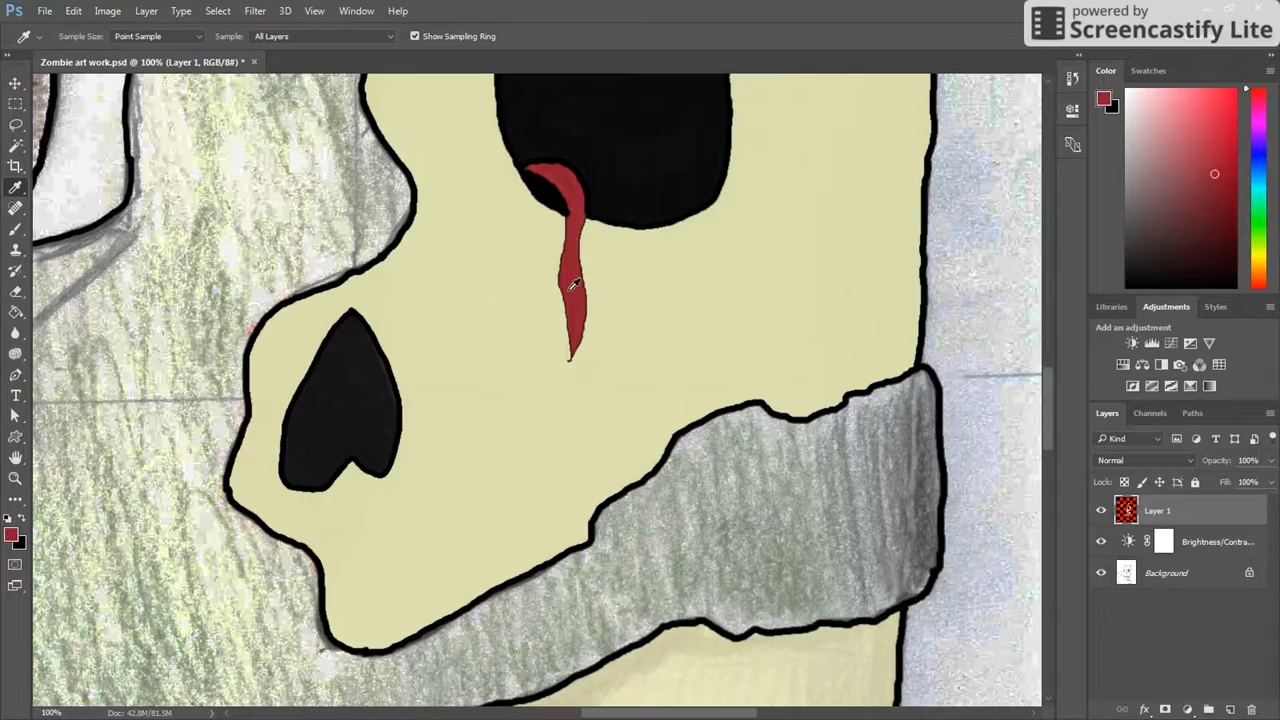 Ps File Edit Image Layer Type Select Filter 3D View Window Help
powered by
Screencastify Lite
Sample Size: Point Sample Sample: All Layers Show Sampling Ring
Zombie art work.psd @ 100% (Layer 1, RGB/8#) * ×
Color Swatches
Libraries Adjustments Styles
Add an adjustment
Layers Channels Paths
Kind
Normal Opacity: 100%
Lock: Fill: 100%
Layer 1
Brightness/Contra...
Background
100% Doc: 42.8M/81.5M